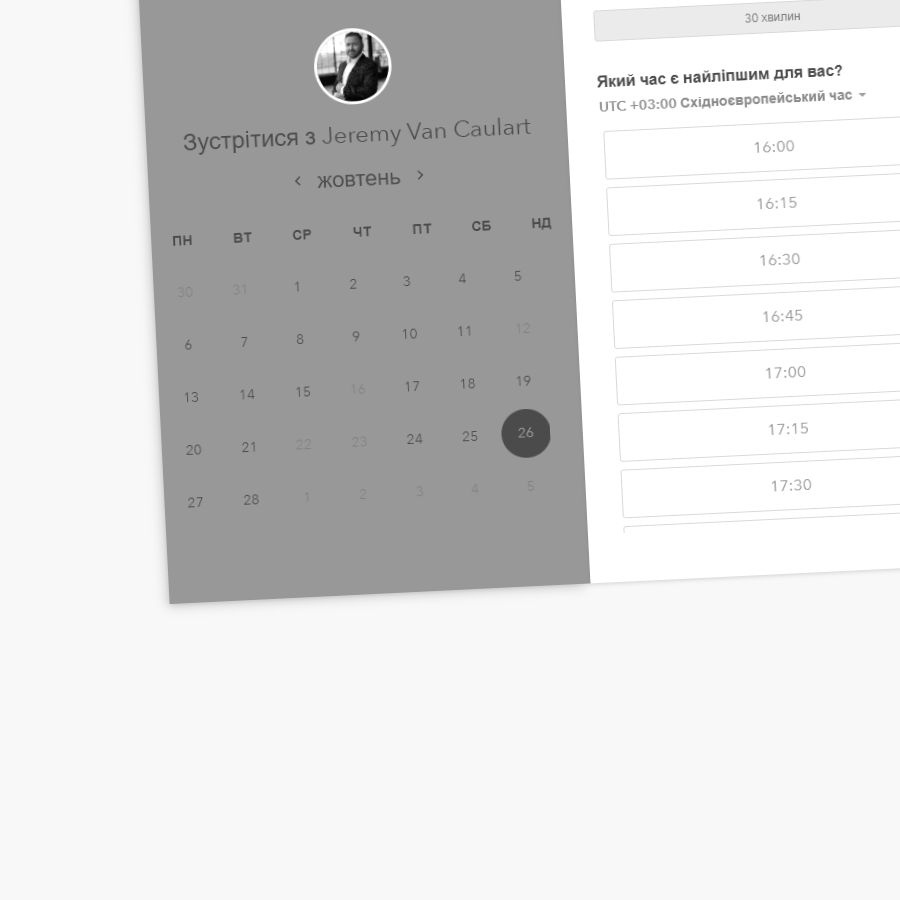 Зустрітися з Jeremy Van Caulart
‹ жовтень ›
ПН ВТ СР ЧТ ПТ СБ НД
30 31 1 2 3 4 5
6 7 8 9 10 11 12
13 14 15 16 17 18 19
20 21 22 23 24 25 26
27 28 1 2 3 4 5
30 хвилин
Який час є найліпшим для вас?
UTC +03:00 Східноєвропейський час
16:00
16:15
16:30
16:45
17:00
17:15
17:30